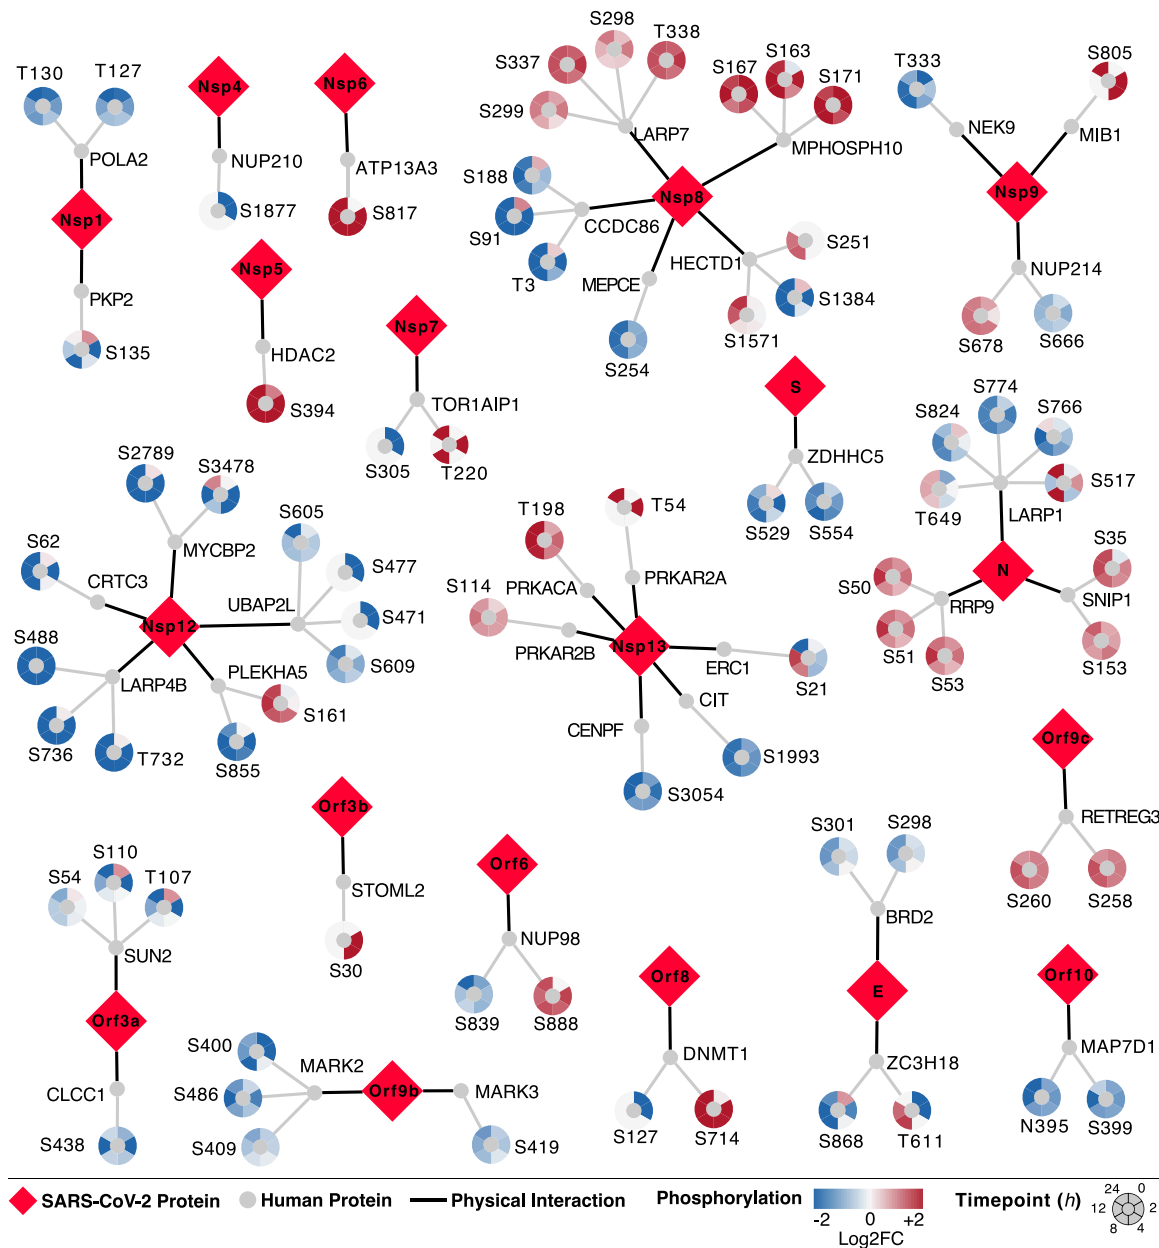 S298
T338
S337
S163
S167
S171
S805
T333
T130
T127
Nsp4
Nsp6
S299
LARP7
MPHOSPH10
NEK9
MIB1
POLA2
NUP210
ATP13A3
S188
Nsp8
Nsp9
Nsp1
S1877
S817
S91
CCDC86
S251
T3
MEPCE
HECTD1
NUP214
Nsp5
S1384
PKP2
S135
HDAC2
Nsp7
S254
S1571
S678
S666
S394
TOR1AIP1
S
S774
S824
S766
S305
T220
ZDHHC5
S2789
S3478
S529
S554
T649
LARP1
S517
S605
T198
T54
S62
MYCBP2
S477
S35
CRTC3
UBAP2L
S471
S114
PRKACA
PRKAR2A
S50
N
RRP9
SNIP1
Nsp12
S488
S609
PRKAR2B
Nsp13
ERC1
S21
S51
S53
S153
LARP4B
PLEKHA5
S161
CIT
CENPF
S736
T732
S855
S1993
S3054
Orf9c
Orf3b
RETREG3
S301
S298
S110
S54
T107
Orf6
STOML2
S260
S258
SUN2
S30
NUP98
BRD2
Orf3a
S839
S888
Orf8
E
Orf10
S400
MARK2
DNMT1
ZC3H18
MAP7D1
CLCC1
S486
Orf9b
MARK3
S438
S409
S419
S127
S714
S868
T611
N395
S399
SARS-CoV-2 Protein
Human Protein
Physical Interaction
Phosphorylation
-2 0 +2
Log2FC
Timepoint (h)
24 0
12 2
8 4